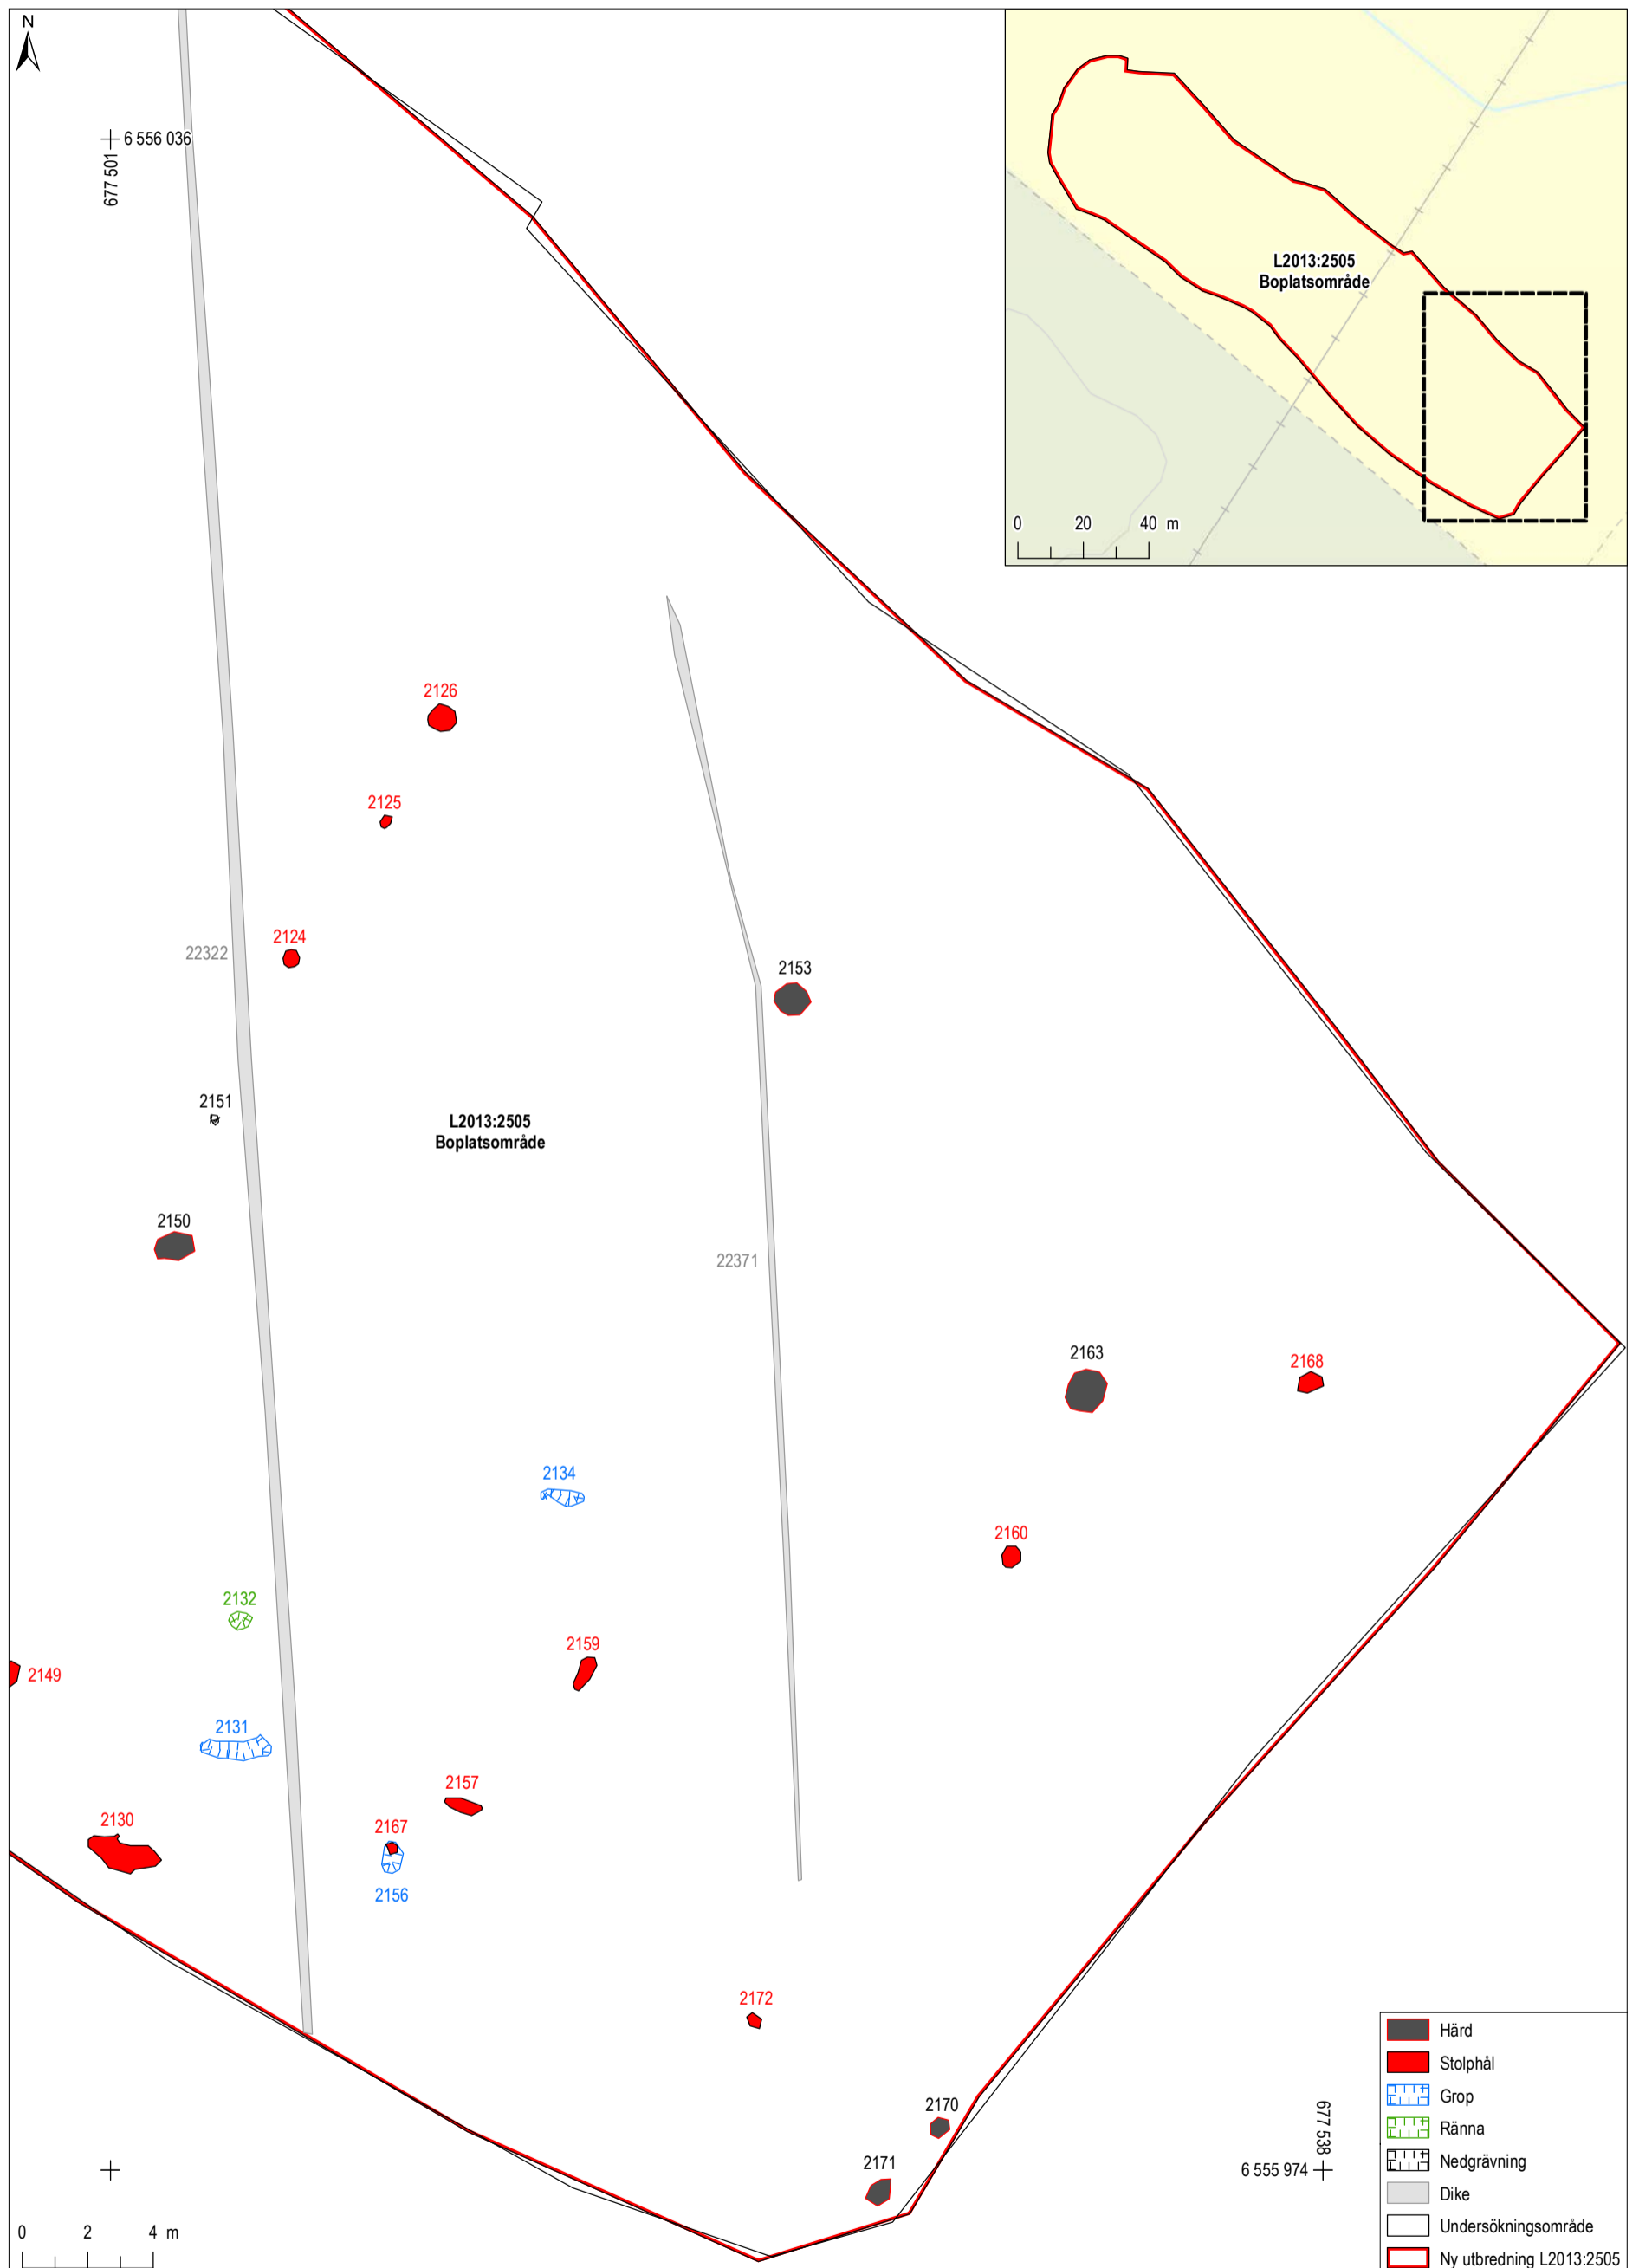 N
6 556 036
677 501
L2013:2505
Boplatsområde
0 20 40 m
2126
2125
2124
22322
2153
2151
L2013:2505
Boplatsområde
2150
22371
2163
2168
2134
2160
2132
2159
2149
2131
2157
2130
2167
2156
2172
2170
2171
677 538
6 555 974
0 2 4 m
Härd
Stolphål
Grop
Ränna
Nedgrävning
Dike
Undersökningsområde
Ny utbredning L2013:2505